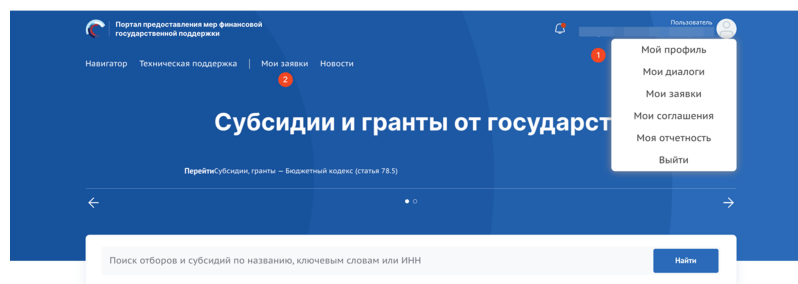 Портал предоставления мер финансовой
государственной поддержки
Пользователь
Навигатор Техническая поддержка | Мои заявки Новости
2
1
Мой профиль
Мои диалоги
Мои заявки
Мои соглашения
Моя отчетность
Выйти
Субсидии и гранты от государст
ПерейтиСубсидии, гранты — Бюджетный кодекс (статья 78.5)
Поиск отборов и субсидий по названию, ключевым словам или ИНН
Найти